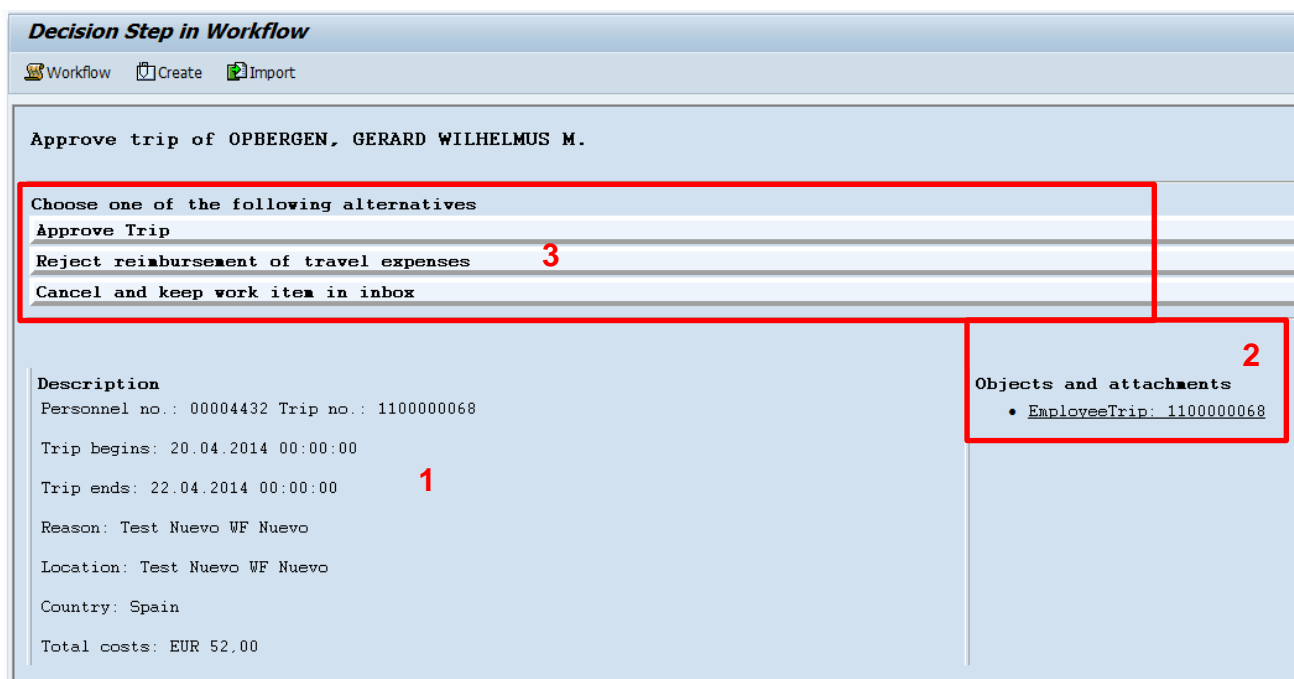 Decision Step in Workflow
Workflow Create Import
Approve trip of OPBERGEN, GERARD WILHELMUS M.
Choose one of the following alternatives
Approve Trip
Reject reimbursement of travel expenses
3
Cancel and keep work item in inbox
2
Description
Objects and attachments
Personnel no.: 00004432 Trip no.: 1100000068
• EmployeeTrip: 1100000068
Trip begins: 20.04.2014 00:00:00
1
Trip ends: 22.04.2014 00:00:00
Reason: Test Nuevo WF Nuevo
Location: Test Nuevo WF Nuevo
Country: Spain
Total costs: EUR 52,00